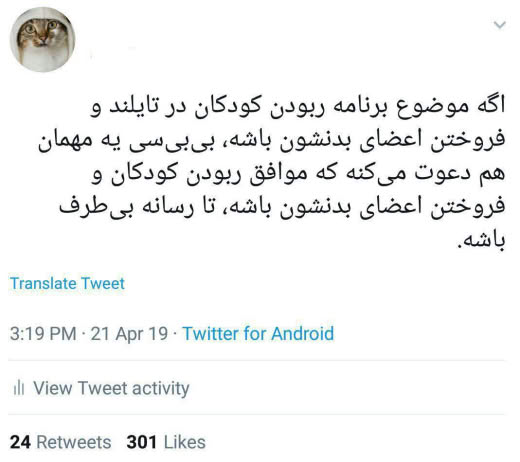 اگه موضوع برنامه ربودن کودکان در تایلند و
فروختن اعضای بدنشون باشه، بی‌بی‌سی یه مهمان
هم دعوت می‌کنه که موافق ربودن کودکان و
فروختن اعضای بدنشون باشه، تا رسانه بی‌طرف
باشه.
Translate Tweet
3:19 PM · 21 Apr 19 · Twitter for Android
View Tweet activity
24 Retweets 301 Likes